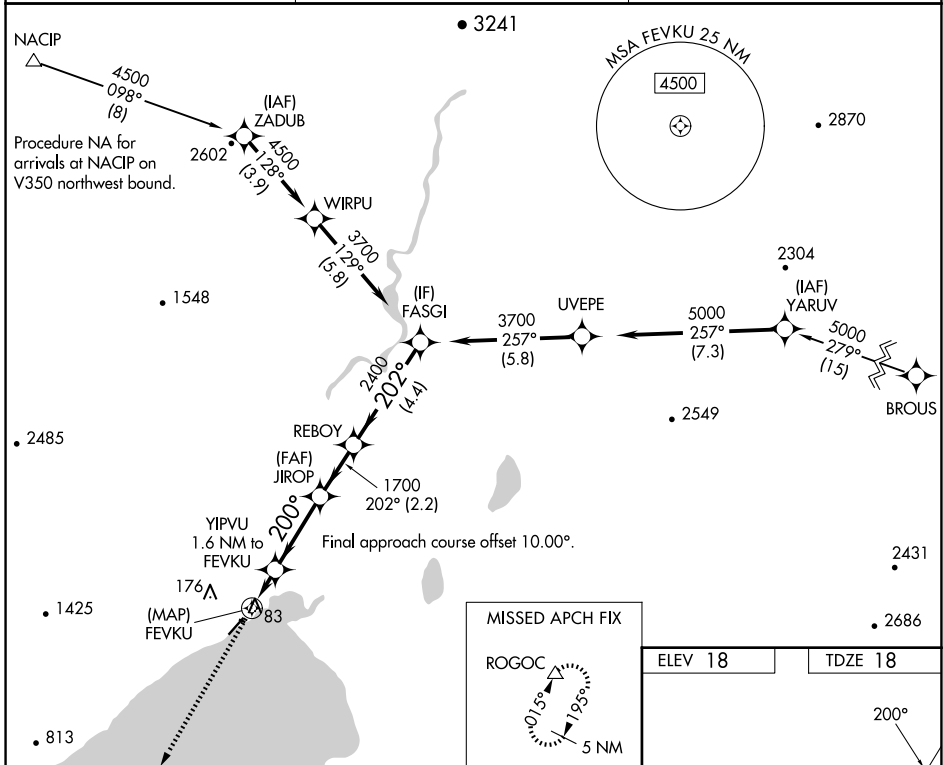 3241
NACIP
4500
098°
(8)
(IAF)
ZADUB
2602
4500
128°
(3.9)
Procedure NA for
arrivals at NACIP on
V350 northwest bound.
MSA FEVKU 25 NM
4500
2870
WIRPU
3700
129°
(5.8)
1548
(IF)
FASGI
3700
257°
(5.8)
UVEPE
5000
257°
(7.3)
2304
(IAF)
YARUV
5000
279°
(15)
BROUS
2549
2400
202°
(4.4)
2485
REBOY
(FAF)
JIROP
1700
202° (2.2)
200°
YIPVU
1.6 NM to
FEVKU
Final approach course offset 10.00°.
176
(MAP)
FEVKU
83
1425
2431
2686
MISSED APCH FIX
ROGOC
015°
195°
5 NM
ELEV 18
TDZE 18
200°
813